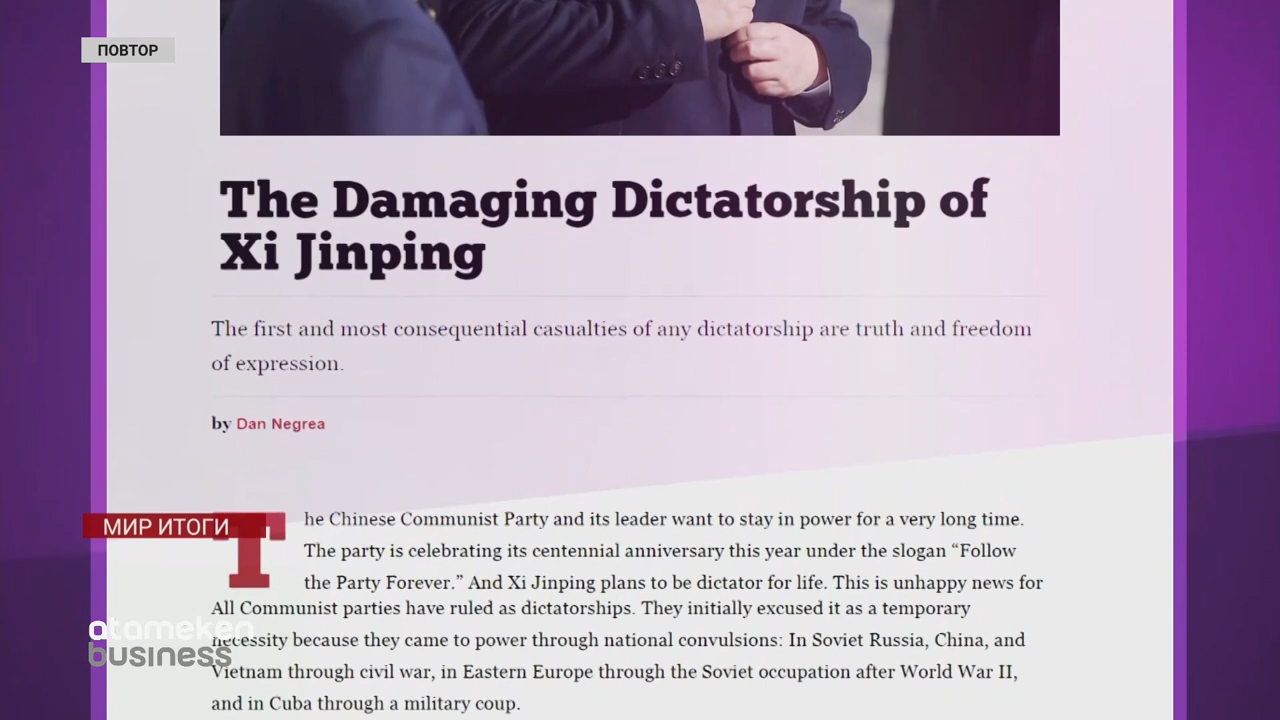 ПОВТОР
The Damaging Dictatorship of
Xi Jinping
The first and most consequential casualties of any dictatorship are truth and freedom
of expression.
by Dan Negrea
МИР ИТОГИ
The Chinese Communist Party and its leader want to stay in power for a very long time.
The party is celebrating its centennial anniversary this year under the slogan “Follow
the Party Forever.” And Xi Jinping plans to be dictator for life. This is unhappy news for
All Communist parties have ruled as dictatorships. They initially excused it as a temporary
necessity because they came to power through national convulsions: In Soviet Russia, China, and
Vietnam through civil war, in Eastern Europe through the Soviet occupation after World War II,
and in Cuba through a military coup.
atameken
business